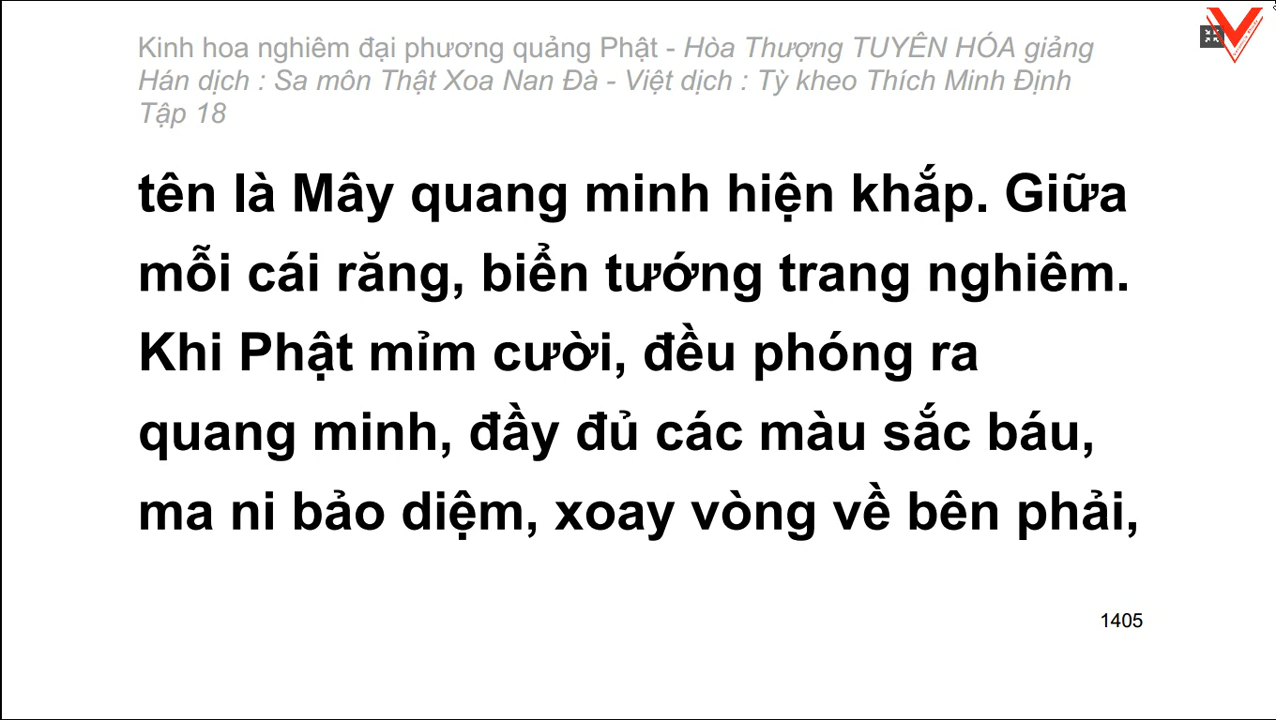 Kinh hoa nghiêm đại phương quảng Phật - Hòa Thượng TUYÊN HÓA giảng
Hán dịch : Sa môn Thật Xoa Nan Đà - Việt dịch : Tỳ kheo Thích Minh Định
Tập 18
tên là Mây quang minh hiện khắp. Giữa
mỗi cái răng, biển tướng trang nghiêm.
Khi Phật mỉm cười, đều phóng ra
quang minh, đầy đủ các màu sắc báu,
ma ni bảo diệm, xoay vòng về bên phải,
1405